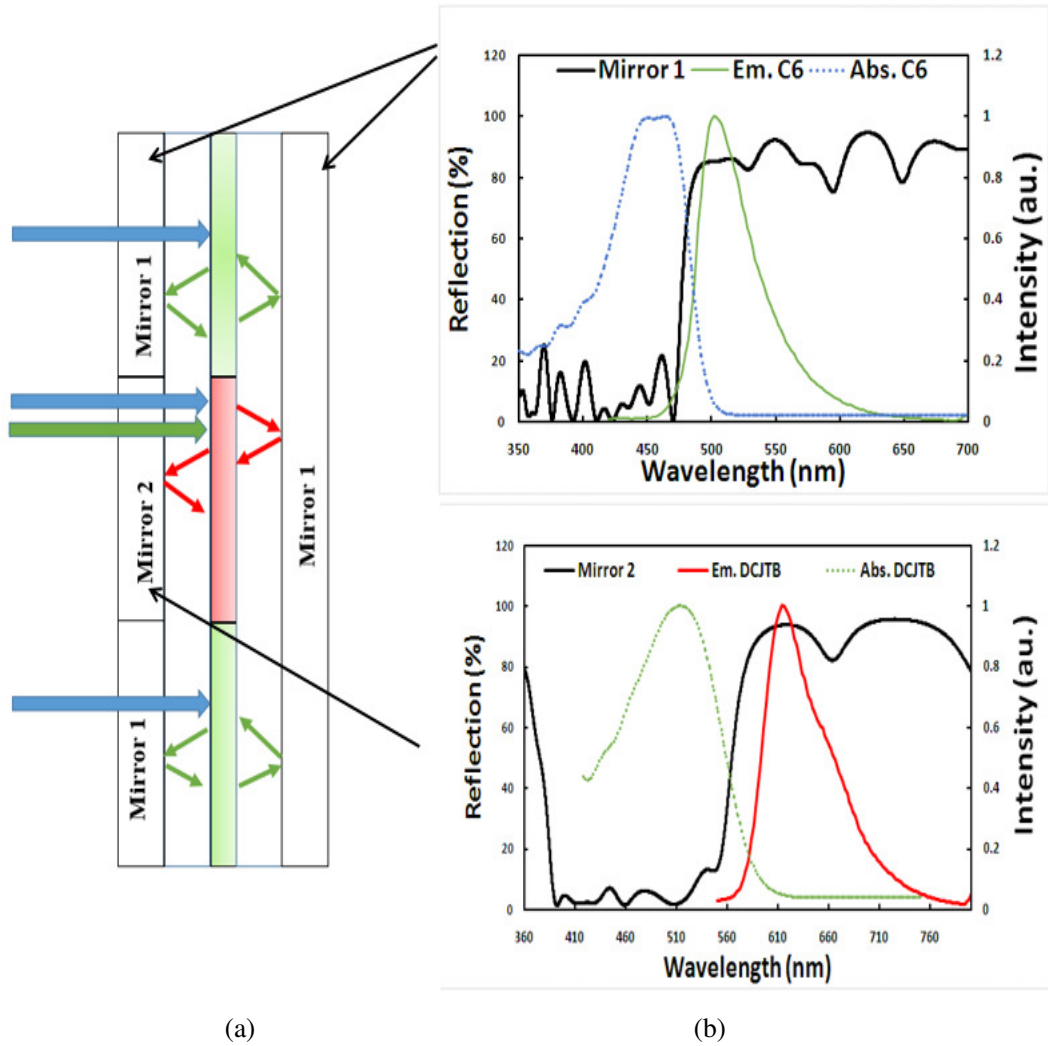 Mirror 1
Mirror 2
Mirror 1
Mirror 1
Mirror 1 Em. C6 Abs. C6
Reflection (%)
120
100
80
60
40
20
0
1.2
1
0.8
0.6
0.4
0.2
0
Intensity (au.)
350 400 450 500 550 600 650 700
Wavelength (nm)
Mirror 2 Em. DCJTB Abs. DCJTB
Reflection (%)
120
100
80
60
40
20
0
1.2
1
0.8
0.6
0.4
0.2
0
Intensity (au.)
360 410 460 510 560 610 660 710 760
Wavelength (nm)
(a) (b)